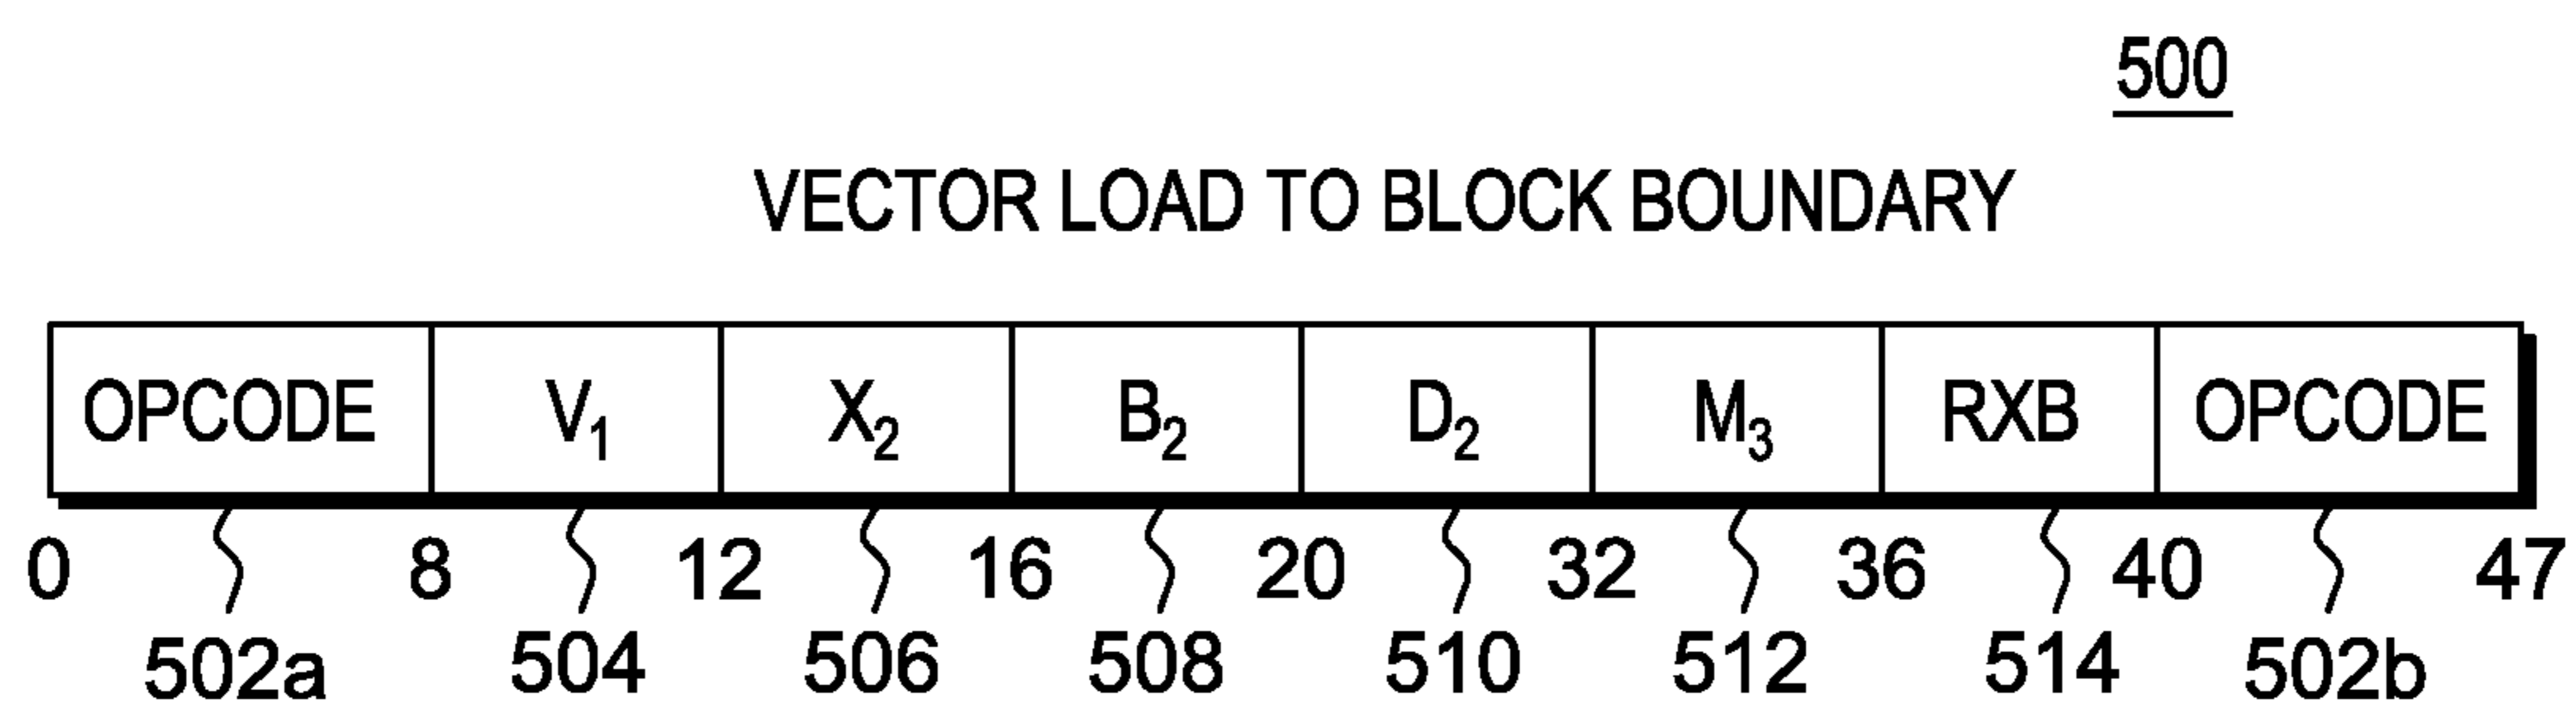 500
VECTOR LOAD TO BLOCK BOUNDARY
OPCODE V₁ X₂ B₂ D₂ M₃ RXB OPCODE
0 8 12 16 20 32 36 40 47
502a 504 506 508 510 512 514 502b